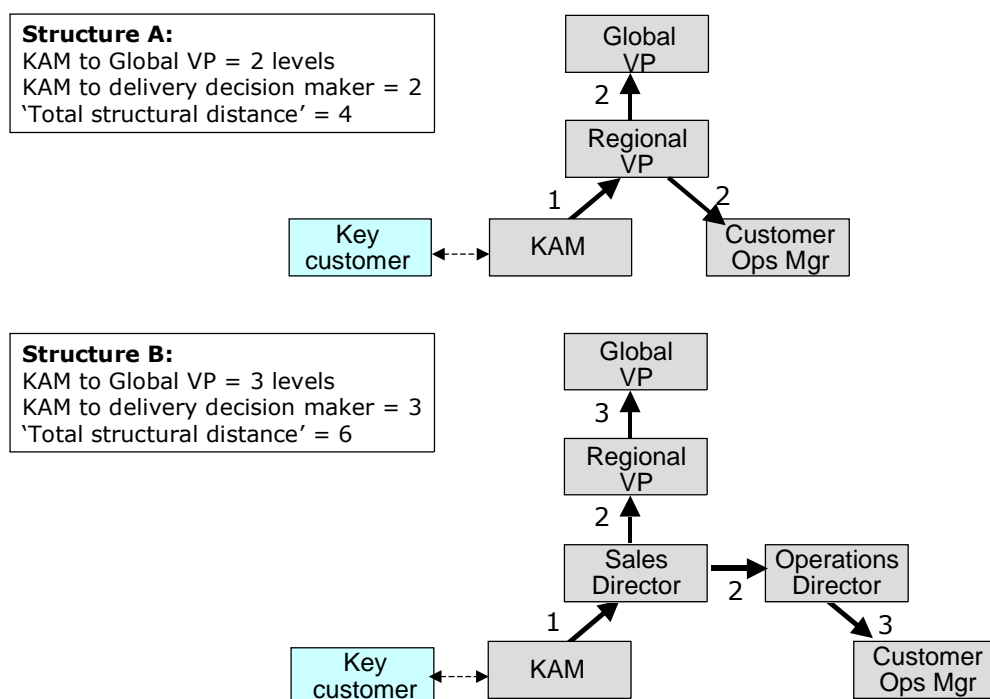 Structure A:
KAM to Global VP = 2 levels
KAM to delivery decision maker = 2
‘Total structural distance’ = 4
Global
VP
2
Regional
VP
1
2
Key
customer
KAM
Customer
Ops Mgr
Structure B:
KAM to Global VP = 3 levels
KAM to delivery decision maker = 3
‘Total structural distance’ = 6
Global
VP
3
Regional
VP
2
Sales
Director
2
Operations
Director
1
3
Key
customer
KAM
Customer
Ops Mgr